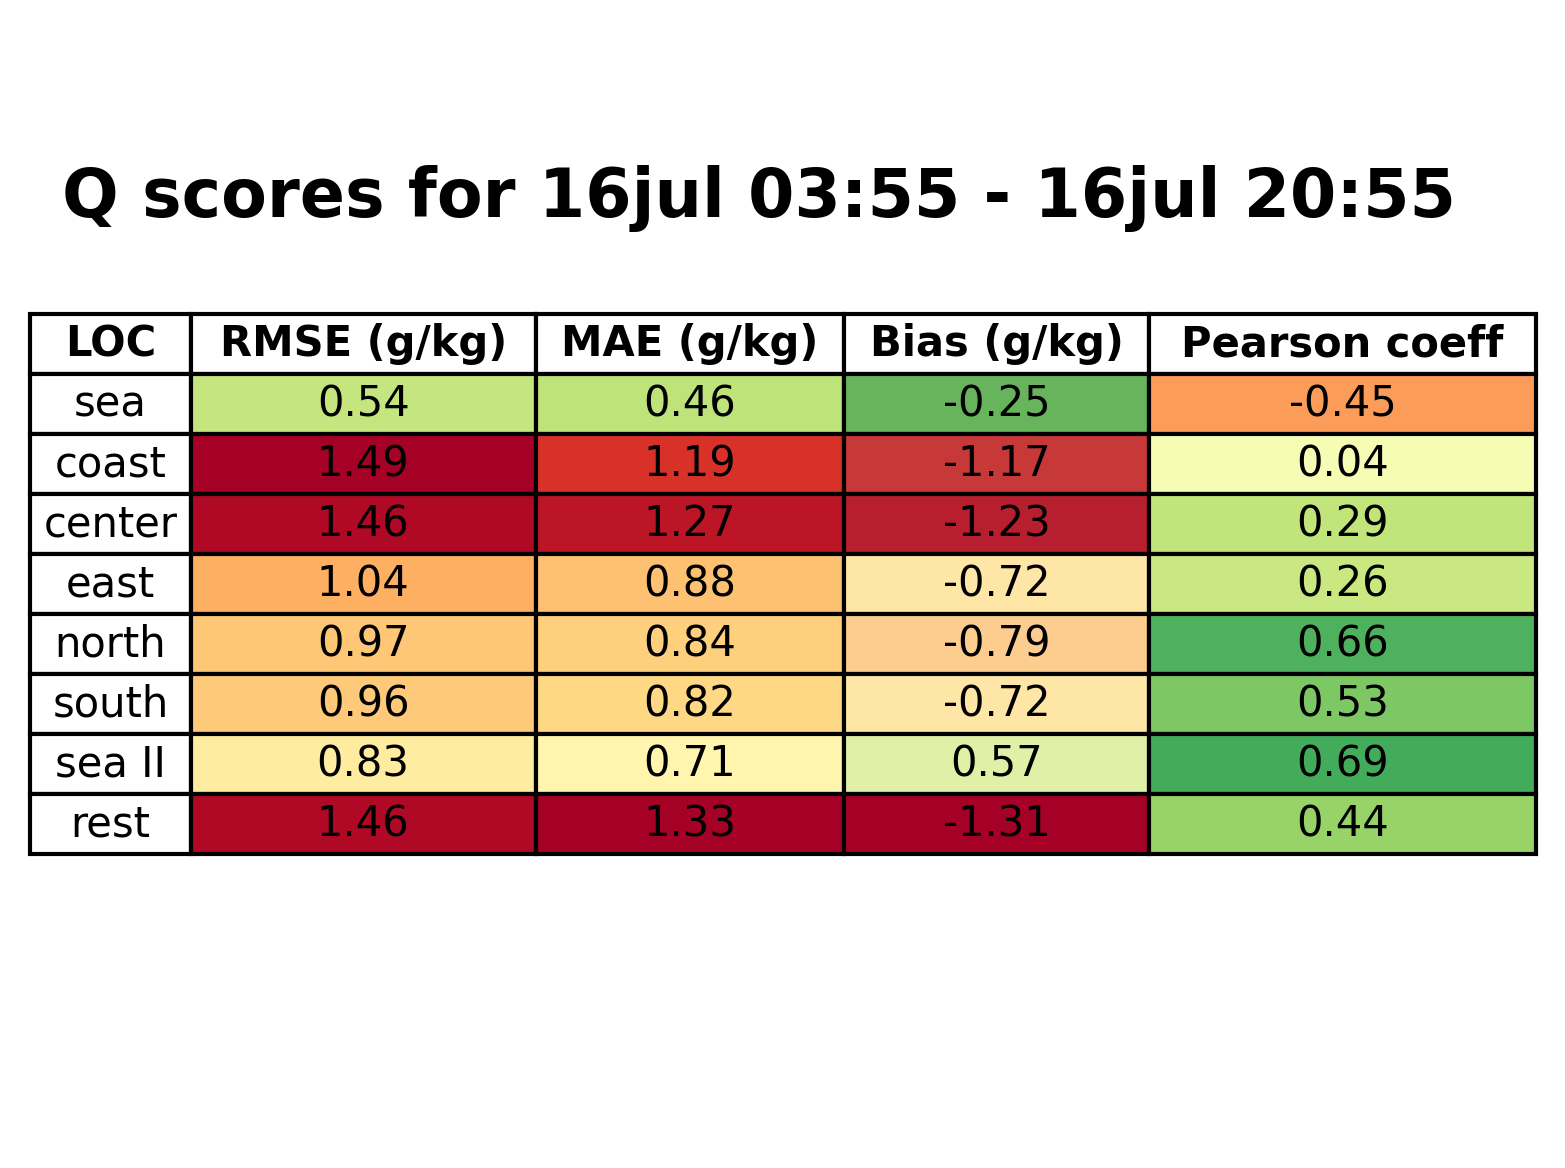 Q scores for 16jul 03:55 - 16jul 20:55
LOC RMSE (g/kg) MAE (g/kg) Bias (g/kg) Pearson coeff
sea 0.54 0.46 -0.25 -0.45
coast 1.49 1.19 -1.17 0.04
center 1.46 1.27 -1.23 0.29
east 1.04 0.88 -0.72 0.26
north 0.97 0.84 -0.79 0.66
south 0.96 0.82 -0.72 0.53
sea II 0.83 0.71 0.57 0.69
rest 1.46 1.33 -1.31 0.44